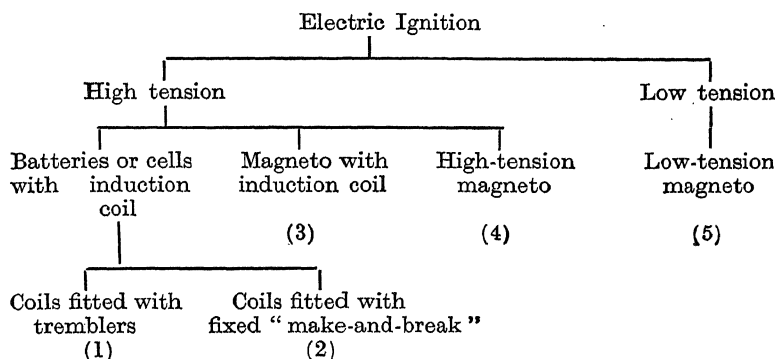 Electric Ignition
High tension
Low tension
Batteries or cells
with induction
coil
Magneto with
induction coil
(3)
High-tension
magneto
(4)
Low-tension
magneto
(5)
Coils fitted with
tremblers
(1)
Coils fitted with
fixed “ make-and-break ”
(2)